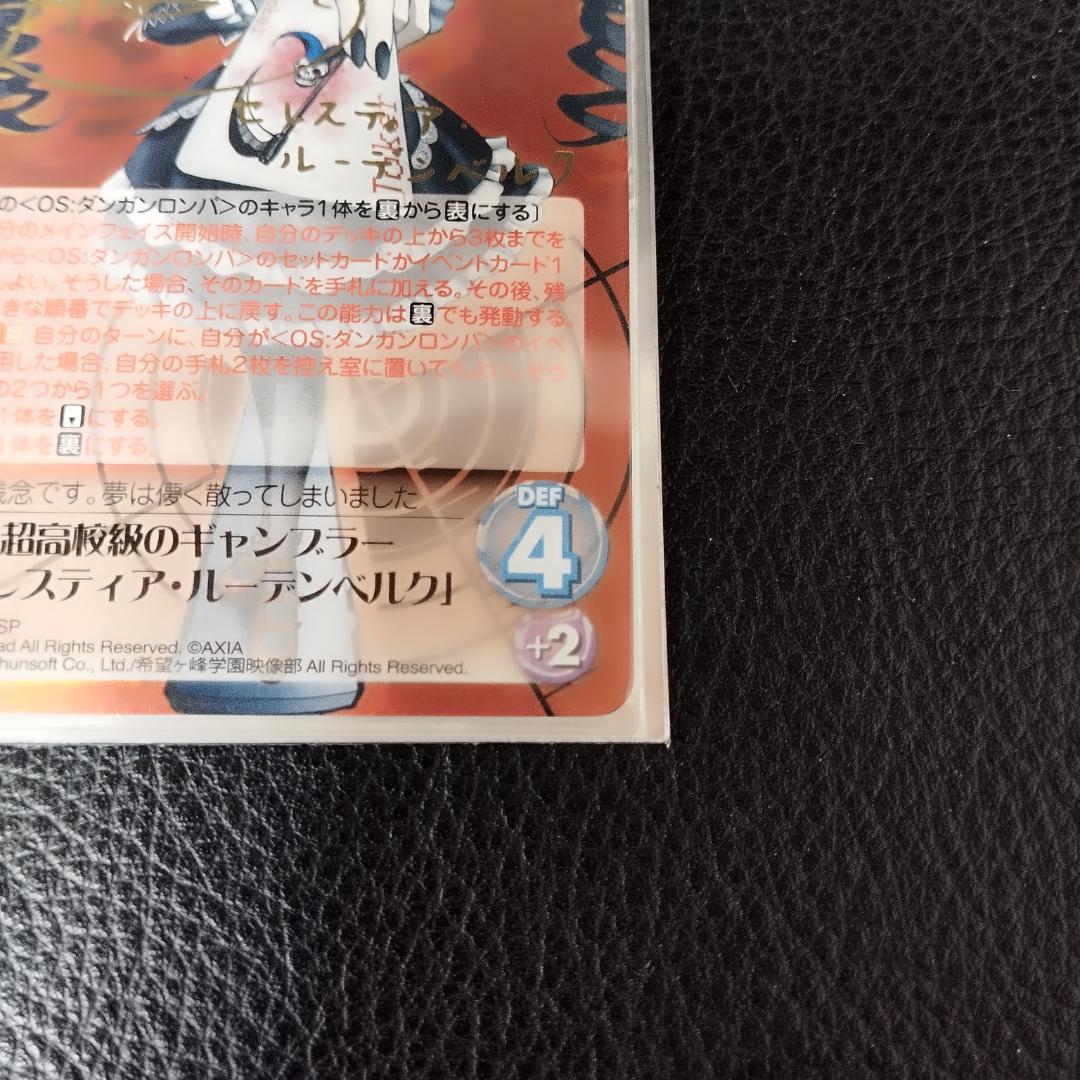 セレスティア・
ルーデンベルク
の<OS:ダンガンロンパ>のキャラ1体を裏から表にする〕
分のメインフェイズ開始時、自分のデッキの上から3枚までを
から<OS:ダンガンロンパ>のセットカードかイベントカード1
もよい。そうした場合、そのカードを手札に加える。その後、残
きな順番でデッキの上に戻す。この能力は裏でも発動する。
自分のターンに、自分が<OS:ダンガンロンパ>のイベ
用した場合、自分の手札2枚を控え室に置いてもよい。そう
の2つから1つを選ぶ。
1体を にする。
1体を裏にする。
残念です。夢は儚く散ってしまいました
超高校級のギャンブラー
レスティア・ルーデンベルク」
DEF
4
+2
SP
ad All Rights Reserved. ©AXIA
hunsoft Co., Ltd./希望ヶ峰学園映像部 All Rights Reserved.